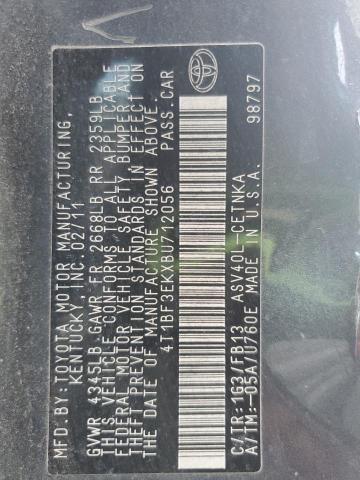 MFD.BY:TOYOTA MOTOR MANUFACTURING,
KENTUCKY, INC. 02/11
GVWR 4345LB GAWR FR 2668LB RR 2359LB
THIS VEHICLE CONFORMS TO ALL APPLICABLE
FEDERAL MOTOR VEHICLE SAFETY BUMPER, AND
THEFT PREVENTION STANDARDS IN EFFECT ON
THE DATE OF MANUFACTURE SHOWN ABOVE.
4T1BF3EKXBU712056 PASS.CAR
C/TR:1G3/FB13 ASV40L-CETNKA
A/TM:-05A/U760E MADE IN U.S.A.
98797